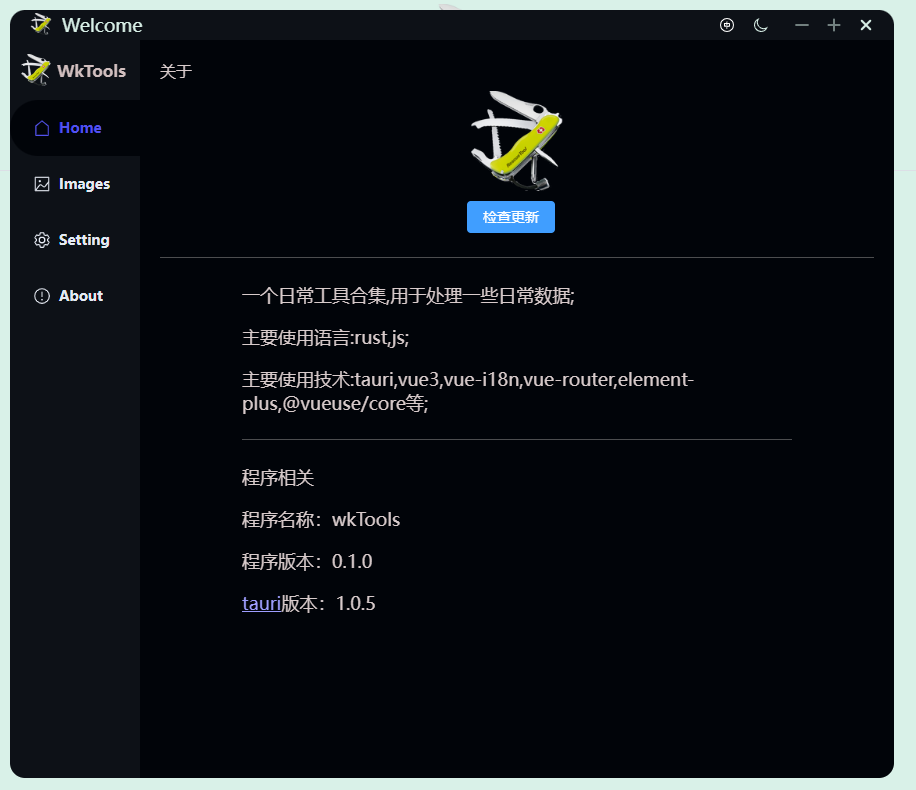 Welcome
WkTools
关于
Home
Images
Setting
About
检查更新
一个日常工具合集,用于处理一些日常数据;
主要使用语言:rust,js;
主要使用技术:tauri,vue3,vue-i18n,vue-router,element-
plus,@vueuse/core等;
程序相关
程序名称：wkTools
程序版本：0.1.0
tauri版本：1.0.5